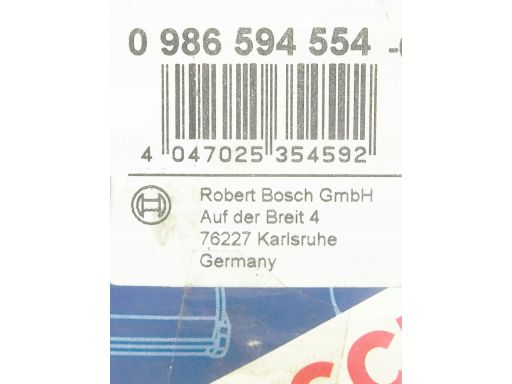 0 986 594 554
4 047025 354592
Robert Bosch GmbH
Auf der Breit 4
76227 Karlsruhe
Germany